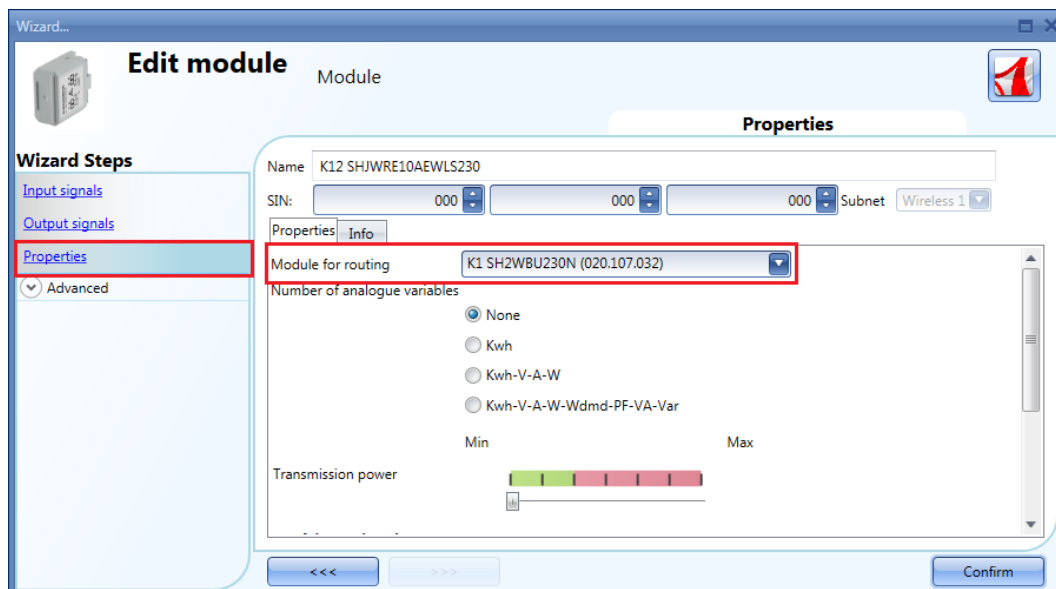 Wizard...
Edit module
Module
Properties
Wizard Steps
Input signals
Output signals
Properties
Advanced
Name K12 SHJWRE10AEWLS230
SIN: 000 000 000 Subnet Wireless 1
Properties Info
Module for routing K1 SH2WBU230N (020.107.032)
Number of analogue variables
None
Kwh
Kwh-V-A-W
Kwh-V-A-W-Wdmd-PF-VA-Var
Min Max
Transmission power
<<< >>> Confirm